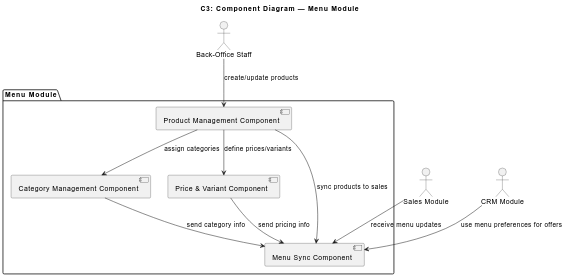 C3: Component Diagram — Menu Module
Back-Office Staff
create/update products
Menu Module
Product Management Component
assign categories
define prices/variants
Category Management Component
Price & Variant Component
sync products to sales
Sales Module
CRM Module
send category info
send pricing info
receive menu updates
use menu preferences for offers
Menu Sync Component